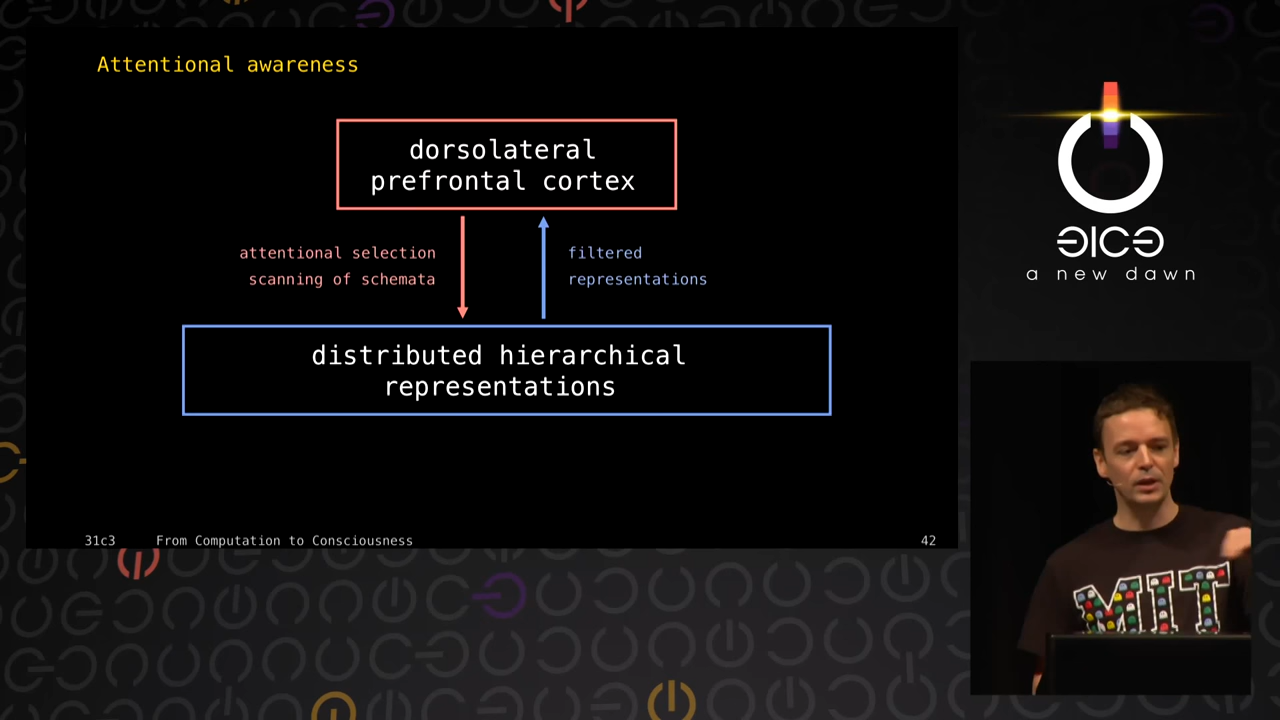 Attentional awareness
dorsolateral
prefrontal cortex
attentional selection
scanning of schemata
filtered
representations
distributed hierarchical
representations
31c3 From Computation to Consciousness 42
31C3
a new dawn
MIT